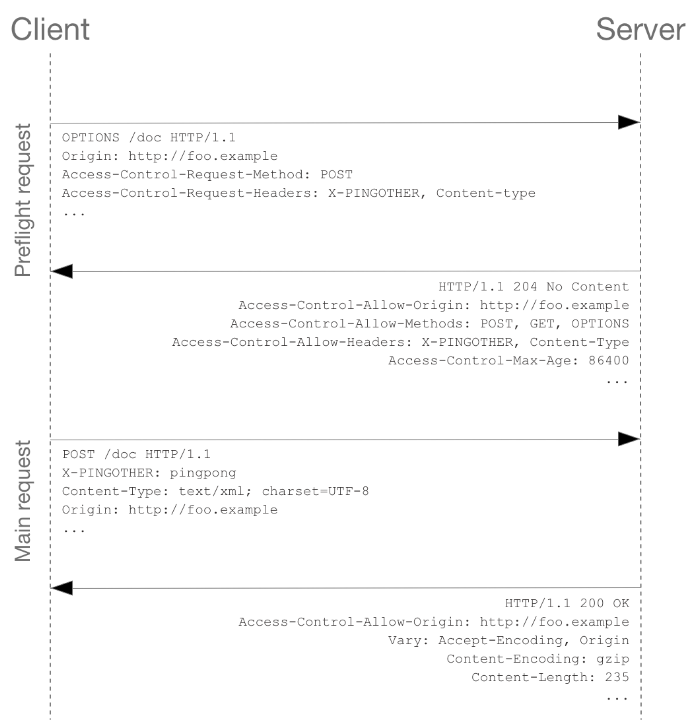 Client
Server
Preflight request
OPTIONS /doc HTTP/1.1
Origin: http://foo.example
Access-Control-Request-Method: POST
Access-Control-Request-Headers: X-PINGOTHER, Content-type
...
HTTP/1.1 204 No Content
Access-Control-Allow-Origin: http://foo.example
Access-Control-Allow-Methods: POST, GET, OPTIONS
Access-Control-Allow-Headers: X-PINGOTHER, Content-Type
Access-Control-Max-Age: 86400
...
Main request
POST /doc HTTP/1.1
X-PINGOTHER: pingpong
Content-Type: text/xml; charset=UTF-8
Origin: http://foo.example
...
HTTP/1.1 200 OK
Access-Control-Allow-Origin: http://foo.example
Vary: Accept-Encoding, Origin
Content-Encoding: gzip
Content-Length: 235
...